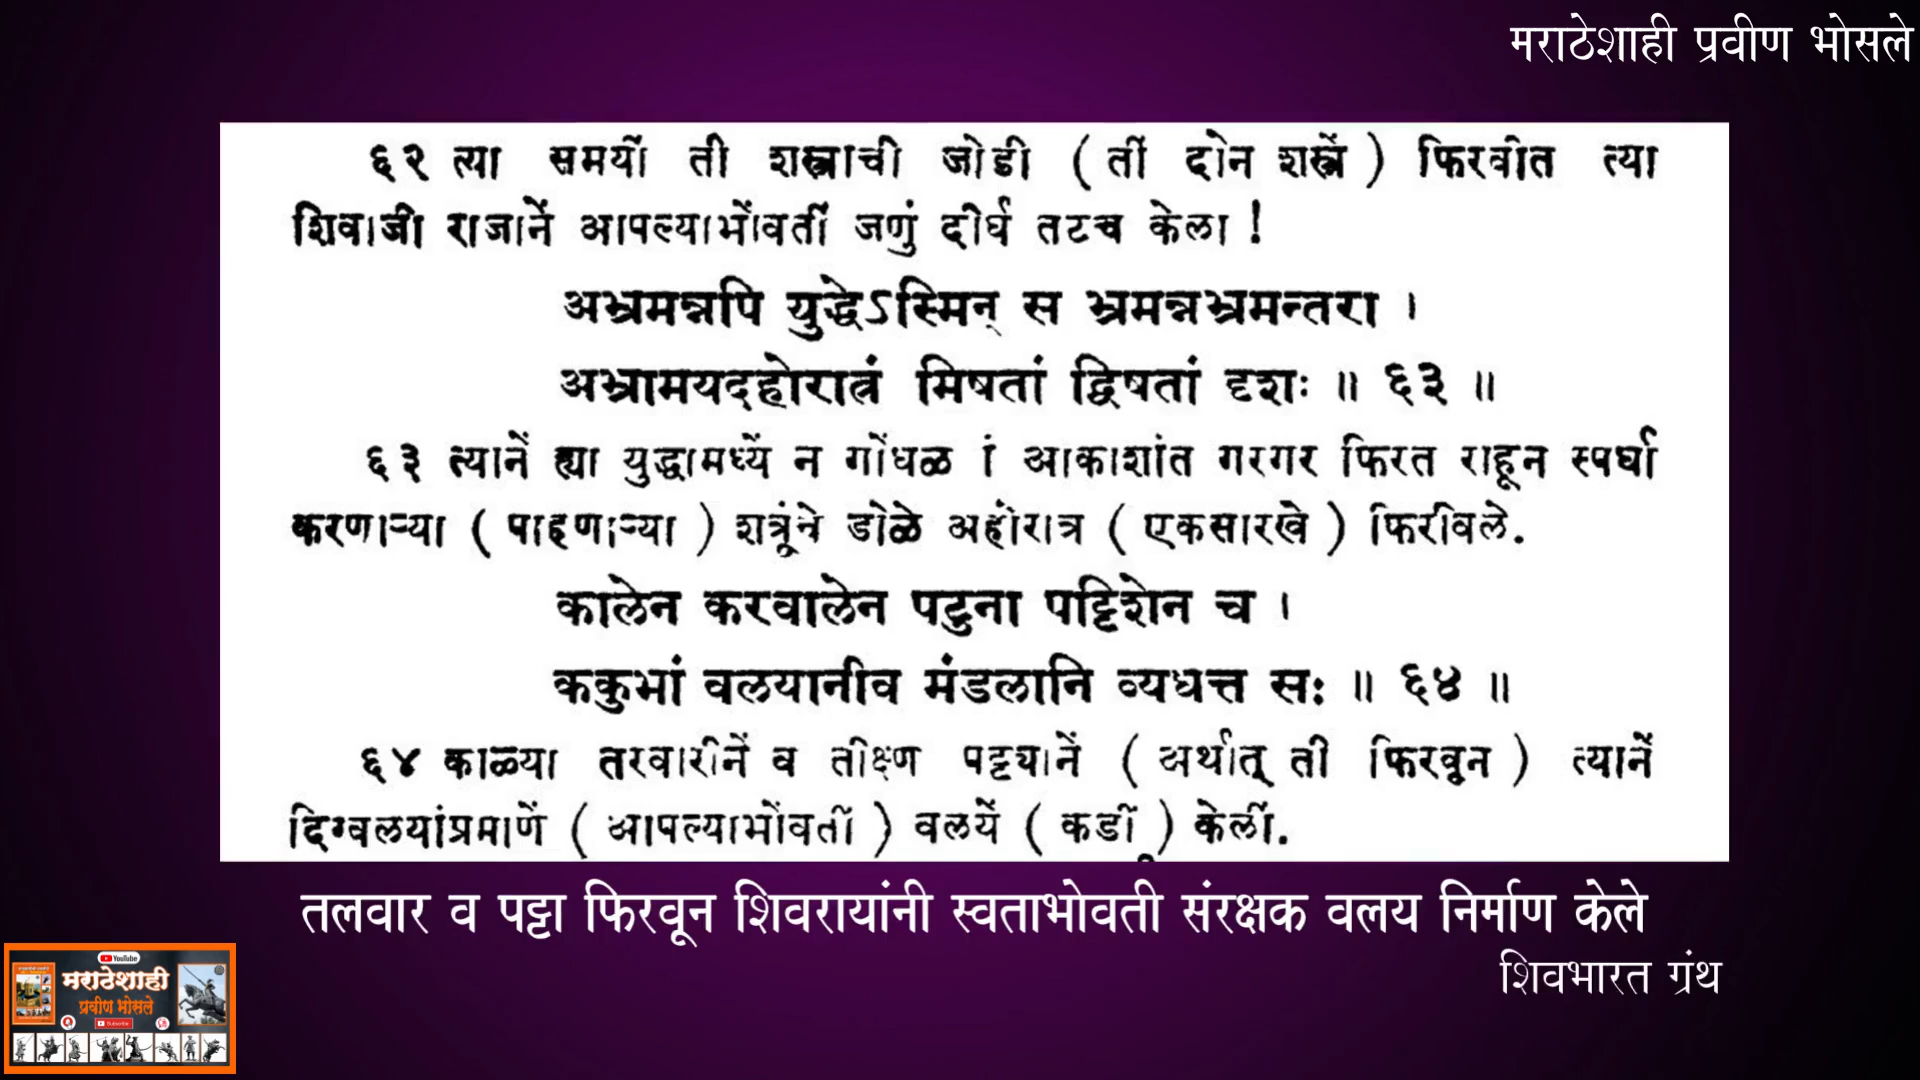 मराठेशाही प्रवीण भोसले
६२ त्या समयीं ती शस्त्राची जोडी ( तीं दोन शस्त्रें ) फिरवीत त्या
शिवाजी राजानें आपल्याभोंवतीं जणुं दीर्घ तटच केला !
अभ्रमन्नपि युद्धेऽस्मिन् स भ्रमन्नभ्रमन्तरा ।
अभ्रामयदहोरात्रं मिषतां द्विषतां दृशः ॥ ६३ ॥
६३ त्यानें ह्या युद्धामध्यें न गोंधळ ां आकाशांत गरगर फिरत राहून स्पर्धा
करणाऱ्या ( पाहणाऱ्या ) शत्रूंचे डोळे अहोरात्र ( एकसारखे ) फिरविले.
कालेन करवालेन पटुना पट्टिशेन च ।
ककुभां वलयानीव मंडलानि व्यधत्त सः ॥ ६४ ॥
६४ काळ्या तरवारीनें व तीक्ष्ण पट्ट्यानें ( अर्थात् ती फिरवून ) त्यानें
दिग्वलयांप्रमाणें ( आपल्याभोंवतीं ) वलयें ( कडीं ) केलीं.
तलवार व पट्टा फिरवून शिवरायांनी स्वताभोवती संरक्षक वलय निर्माण केले
शिवभारत ग्रंथ
YouTube
मराठेशाही
प्रवीण भोसले
Subscribe